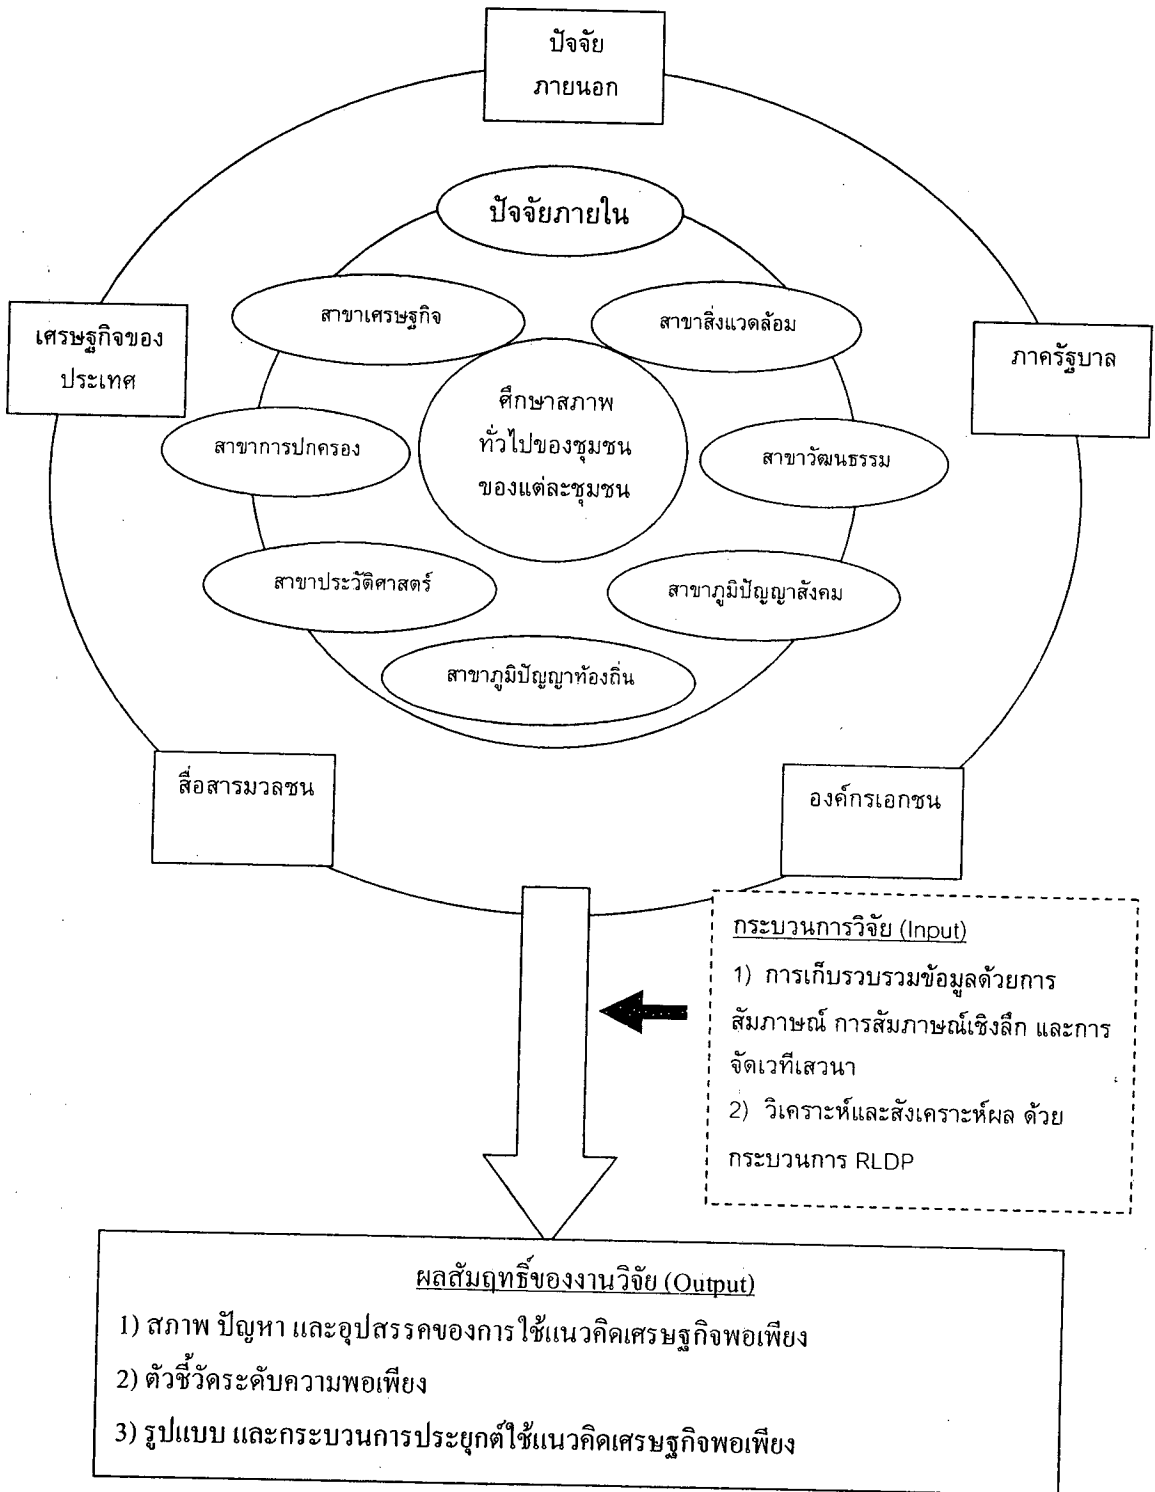 ปัจจัย
ภายนอก
ปัจจัยภายใน
สาขาเศรษฐกิจ
สาขาสิ่งแวดล้อม
เศรษฐกิจของ
ประเทศ
ภาครัฐบาล
ศึกษาสภาพ
ทั่วไปของชุมชน
ของแต่ละชุมชน
สาขาการปกครอง
สาขาวัฒนธรรม
สาขาประวัติศาสตร์
สาขาภูมิปัญญาสังคม
สาขาภูมิปัญญาท้องถิ่น
สื่อสารมวลชน
องค์กรเอกชน
กระบวนการวิจัย (Input)
1) การเก็บรวบรวมข้อมูลด้วยการ
สัมภาษณ์ การสัมภาษณ์เชิงลึก และการ
จัดเวทีเสวนา
2) วิเคราะห์และสังเคราะห์ผล ด้วย
กระบวนการ RLDP
ผลสัมฤทธิ์ของงานวิจัย (Output)
1) สภาพ ปัญหา และอุปสรรคของการใช้แนวคิดเศรษฐกิจพอเพียง
2) ตัวชี้วัดระดับความพอเพียง
3) รูปแบบ และกระบวนการประยุกต์ใช้แนวคิดเศรษฐกิจพอเพียง